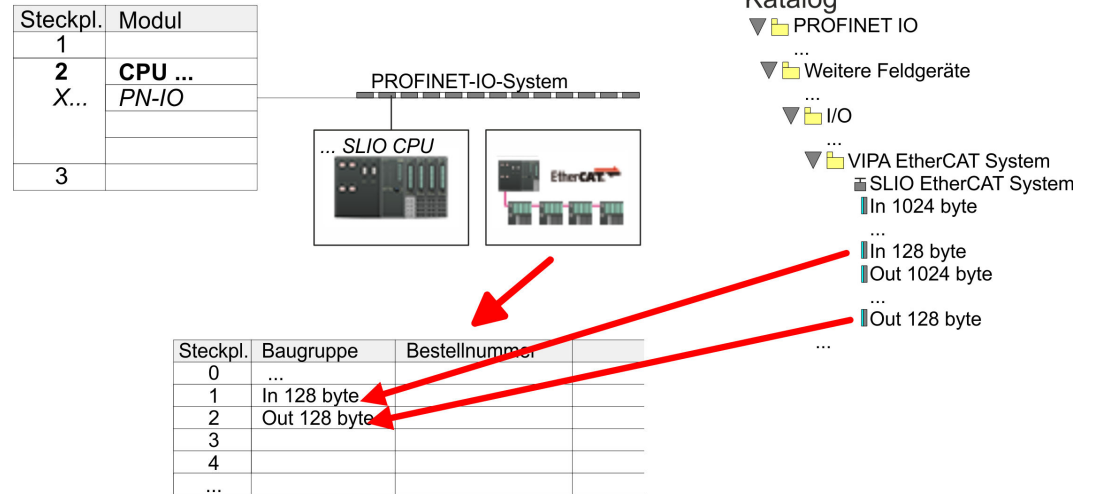 Steckpl. Modul
1
2 CPU ...
X... PN-IO
3
PROFINET-IO-System
... SLIO CPU
EtherCAT
Katalog
PROFINET IO
...
Weitere Feldgeräte
...
I/O
...
VIPA EtherCAT System
SLIO EtherCAT System
In 1024 byte
...
In 128 byte
Out 1024 byte
...
Out 128 byte
...
Steckpl. Baugruppe Bestellnummer
0 ...
1 In 128 byte
2 Out 128 byte
3
4
...